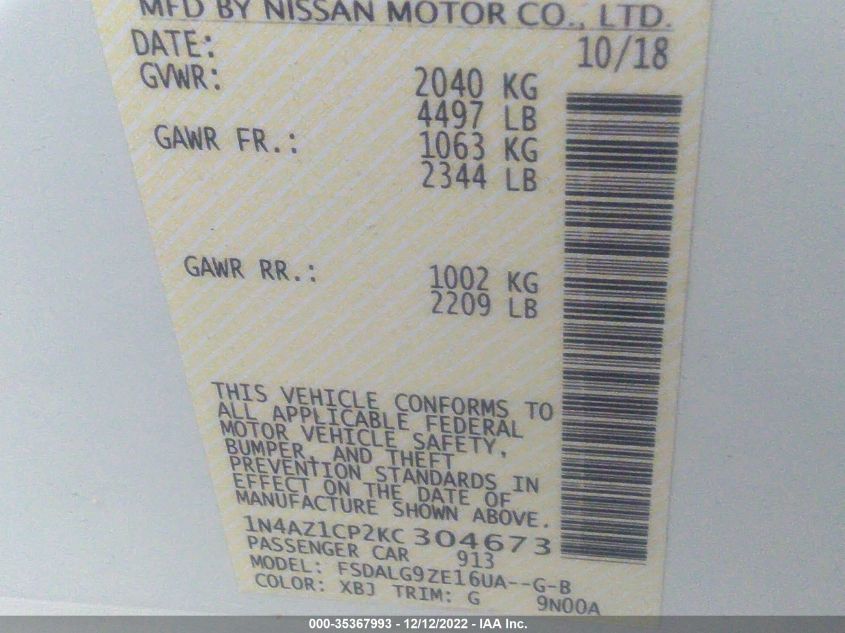 MFD BY NISSAN MOTOR CO., LTD.
DATE: 10/18
GVWR: 2040 KG
4497 LB
GAWR FR.: 1063 KG
2344 LB
GAWR RR.: 1002 KG
2209 LB
THIS VEHICLE CONFORMS TO
ALL APPLICABLE FEDERAL
MOTOR VEHICLE SAFETY,
BUMPER, AND THEFT
PREVENTION STANDARDS IN
EFFECT ON THE DATE OF
MANUFACTURE SHOWN ABOVE.
1N4AZ1CP2KC304673
PASSENGER CAR 913
MODEL: FSDALG9ZE16UA--G-B
COLOR: XBJ TRIM: G 9N00A
000-35367993 - 12/12/2022 - IAA Inc.